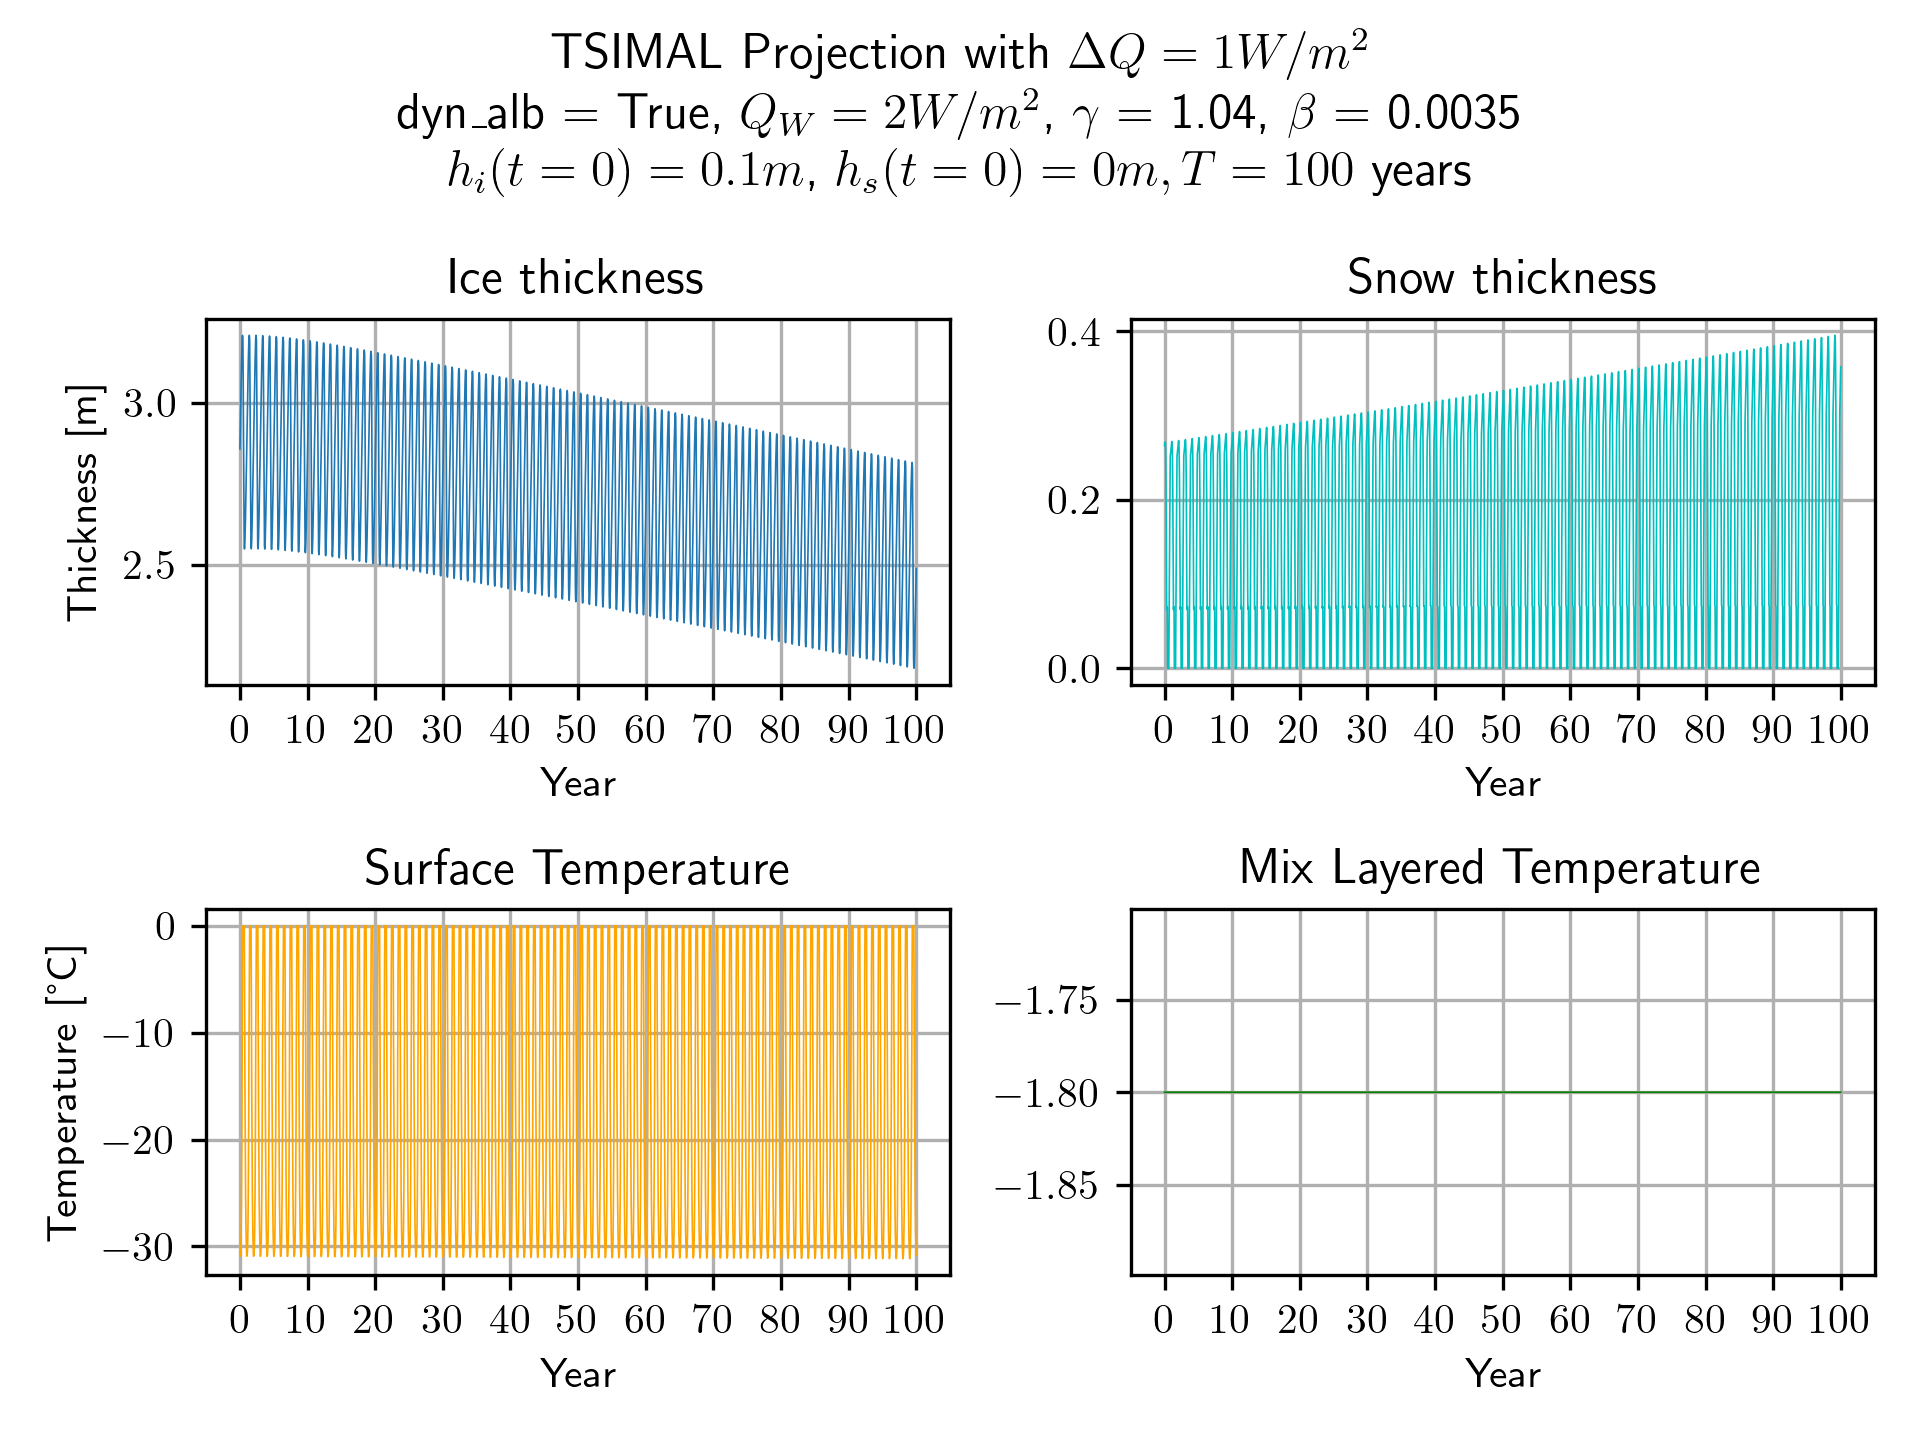 TSIMAL Projection with ΔQ = 1W/m²
dyn_alb = True, Q_W = 2W/m², γ = 1.04, β = 0.0035
h_i(t = 0) = 0.1m, h_s(t = 0) = 0m, T = 100 years
Ice thickness
Thickness [m]
3.0
2.5
0 10 20 30 40 50 60 70 80 90 100
Year
Snow thickness
0.4
0.2
0.0
0 10 20 30 40 50 60 70 80 90 100
Year
Surface Temperature
Temperature [°C]
0
−10
−20
−30
0 10 20 30 40 50 60 70 80 90 100
Year
Mix Layered Temperature
−1.75
−1.80
−1.85
0 10 20 30 40 50 60 70 80 90 100
Year